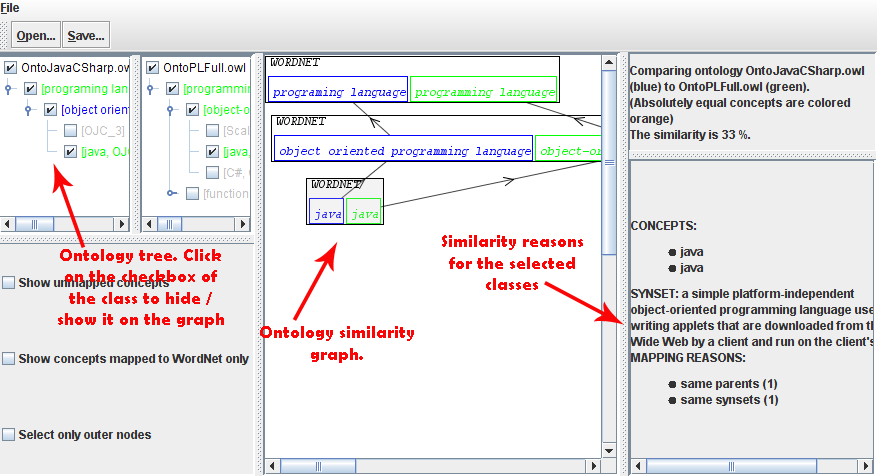 File
Open...
Save...
OntoJavaCSharp.ow
[programing lan
[object orien
[OJC_3]
[java, OJC
OntoPLFull.owl
[programmin
[object-o
[Scal
[java,
[C#, 
[function
Ontology tree. Click
on the checkbox of
the class to hide /
show it on the graph
Show unmapped concepts
Show concepts mapped to WordNet only
Select only outer nodes
WORDNET
programing language programming language
WORDNET
object oriented programming language object-or
WORDNET
java java
Ontology similarity
graph.
Similarity reasons
for the selected
classes
Comparing ontology OntoJavaCSharp.owl
(blue) to OntoPLFull.owl (green).
(Absolutely equal concepts are colored
orange)
The similarity is 33 %.
CONCEPTS:
java
java
SYNSET: a simple platform-independent
object-oriented programming language use
writing applets that are downloaded from th
Wide Web by a client and run on the client's
MAPPING REASONS:
same parents (1)
same synsets (1)